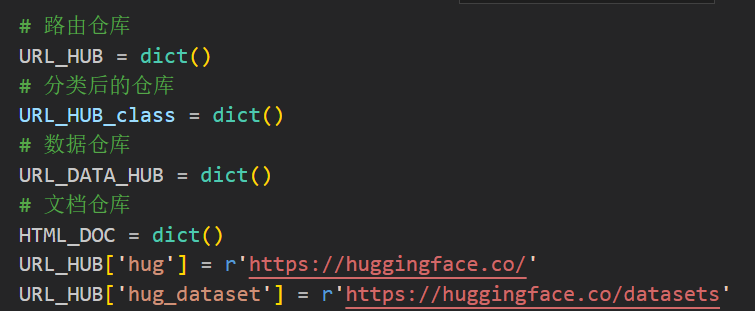 # 路由仓库
URL_HUB = dict()
# 分类后的仓库
URL_HUB_class = dict()
# 数据仓库
URL_DATA_HUB = dict()
# 文档仓库
HTML_DOC = dict()
URL_HUB['hug'] = r'https://huggingface.co/'
URL_HUB['hug_dataset'] = r'https://huggingface.co/datasets'